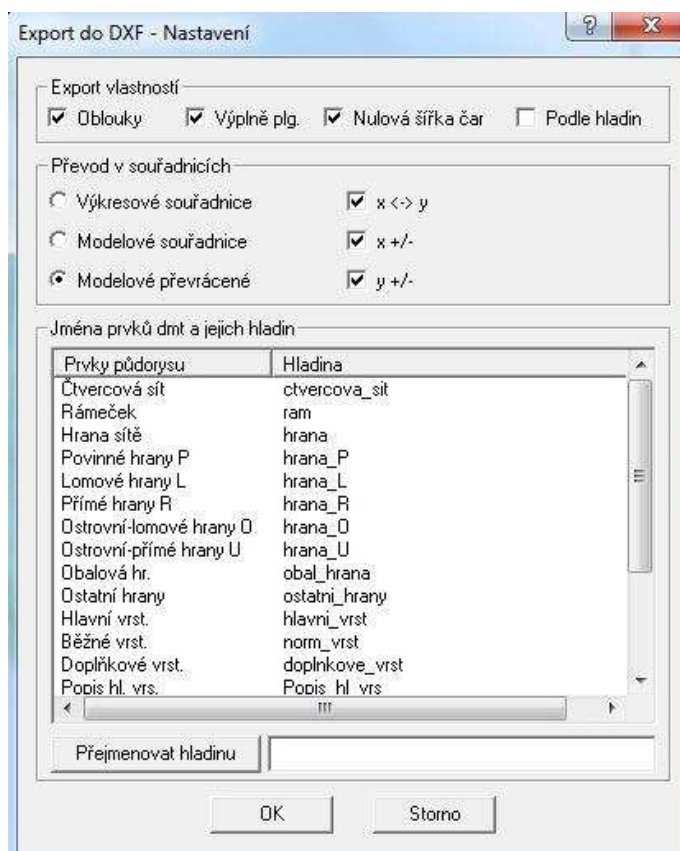 Export do DXF - Nastavení
Export vlastností
Oblouky Výplně plg. Nulová šířka čar Podle hladin
Převod v souřadnicích
Výkresové souřadnice x <-> y
Modelové souřadnice x +/-
Modelové převrácené y +/-
Jména prvků dmt a jejich hladin
Prvky půdorysu Hladina
Čtvercová sít ctvercova_sit
Rámeček ram
Hrana sítě hrana
Povinné hrany P hrana_P
Lomové hrany L hrana_L
Přímé hrany R hrana_R
Ostrovní-lomové hrany O hrana_O
Ostrovní-přímé hrany U hrana_U
Obalová hr. obal_hrana
Ostatní hrany ostatni_hrany
Hlavní vrst. hlavni_vrst
Běžné vrst. norm_vrst
Doplňkové vrst. doplnkove_vrst
Popis hl. vrs. Popis_hl_vrs
Přejmenovat hladinu
OK Storno